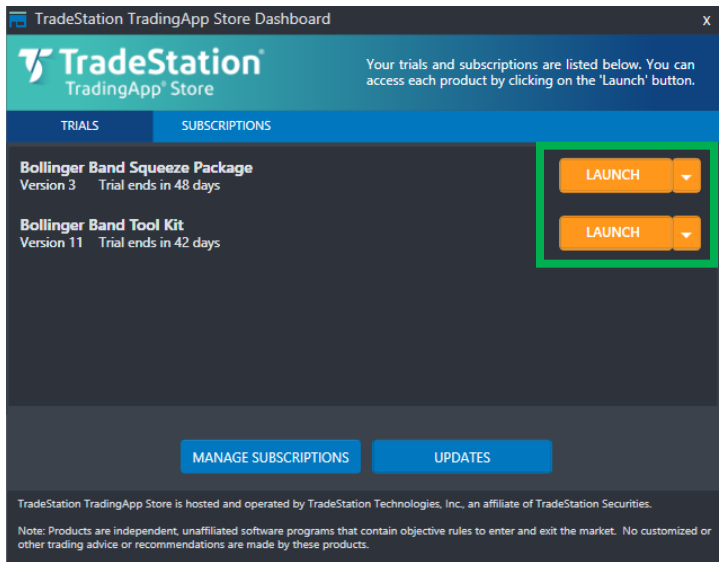 TradeStation TradingApp Store Dashboard
x
TradeStation®
TradingApp® Store
Your trials and subscriptions are listed below. You can
access each product by clicking on the 'Launch' button.
TRIALS
SUBSCRIPTIONS
Bollinger Band Squeeze Package
Version 3 Trial ends in 48 days
LAUNCH
Bollinger Band Tool Kit
Version 11 Trial ends in 42 days
LAUNCH
MANAGE SUBSCRIPTIONS
UPDATES
TradeStation TradingApp Store is hosted and operated by TradeStation Technologies, Inc., an affiliate of TradeStation Securities.
Note: Products are independent, unaffiliated software programs that contain objective rules to enter and exit the market. No customized or
other trading advice or recommendations are made by these products.